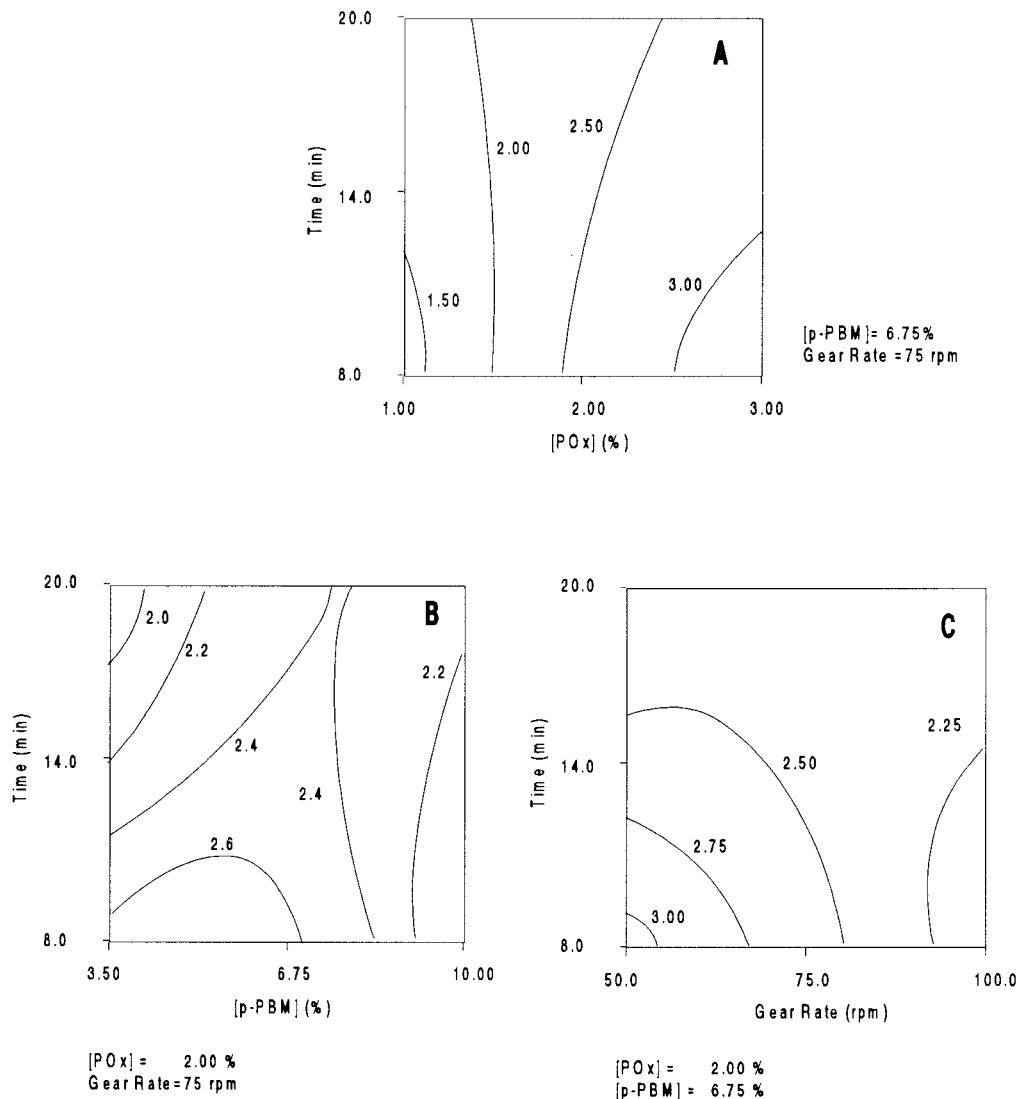 20.0
A
2.50
2.00
Time (min)
14.0
3.00
1.50
[p-PBM]= 6.75%
Gear Rate =75 rpm
8.0
1.00
2.00
3.00
[POx] (%)
20.0
B
2.0
2.2
2.2
Time (min)
2.4
14.0
2.4
2.6
8.0
3.50
6.75
10.00
[p-PBM] (%)
[POx] = 2.00 %
Gear Rate=75 rpm
20.0
C
2.25
Time (min)
14.0
2.50
2.75
3.00
8.0
50.0
75.0
100.0
Gear Rate (rpm)
[POx] = 2.00 %
[p-PBM] = 6.75 %